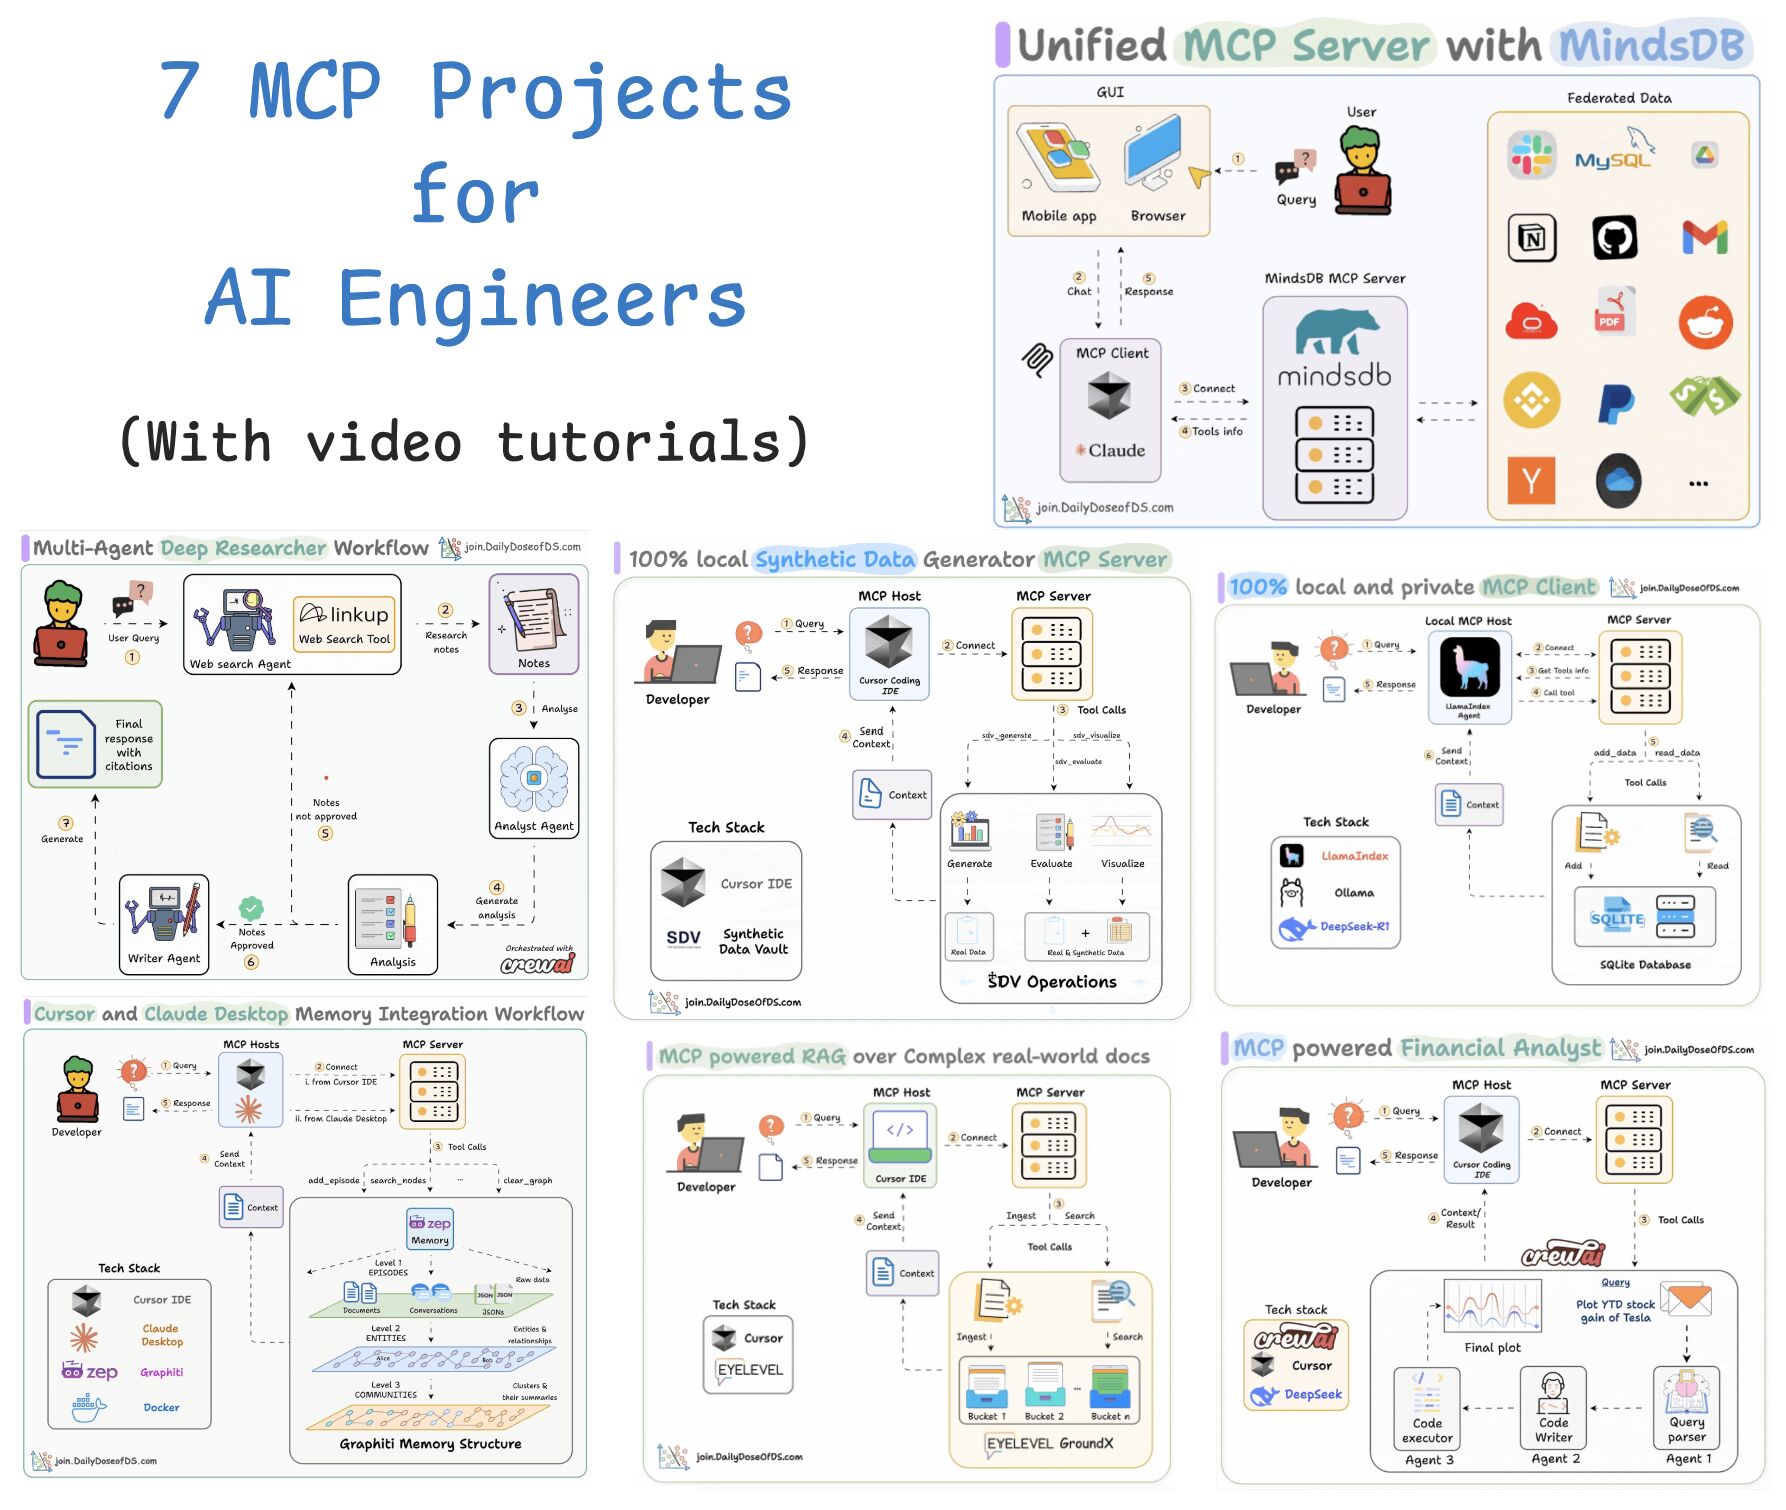 7 MCP Projects
for
AI Engineers
(With video tutorials)
Unified MCP Server with MindsDB
GUI
Mobile app
Browser
1
User
?
Query
2
Chat
5
Response
MCP Client
Claude
3 Connect
4 Tools info
MindsDB MCP Server
mindsdb
Federated Data
MySQL
N
PDF
$ $
Y
...
join.DailyDoseofDS.com
Multi-Agent Deep Researcher Workflow
join.DailyDoseofDS.com
?
User Query
1
linkup
Web Search Tool
Web search Agent
2
Research
notes
Notes
3 Analyse
Analyst Agent
4
Generate
analysis
Analysis
Notes
not approved
5
Notes
Approved
6
Writer Agent
7
Generate
Final
response
with
citations
Orchestrated with
crewai
100% local Synthetic Data Generator MCP Server
MCP Host
MCP Server
?
1 Query
5 Response
Developer
Cursor Coding
IDE
2 Connect
3 Tool Calls
sdv_generate
sdv_visualize
sdv_evaluate
4 Send
Context
Context
Generate
Evaluate
Visualize
Real Data
+
Real & Synthetic Data
SDV Operations
Tech Stack
Cursor IDE
SDV
Synthetic
Data Vault
join.DailyDoseofDS.com
100% local and private MCP Client
join.DailyDoseofDS.com
Local MCP Host
MCP Server
?
1 Query
5 Response
Developer
LlamaIndex
Agent
2 Connect
3 Get Tools info
4 Call tool
5
add_data
read_data
Tool Calls
6 Send
Context
Context
Add
Read
SQLITE
SQLite Database
Tech Stack
LlamaIndex
Ollama
DeepSeek-R1
Cursor and Claude Desktop Memory Integration Workflow
MCP Hosts
MCP Server
?
1 Query
5 Response
Developer
2 Connect
i. from Cursor IDE
ii. from Claude Desktop
3 Tool Calls
add_episode
search_nodes
...
clear_graph
4 Send
Context
Context
zep
Memory
Level 1
EPISODES
Raw data
Documents
Conversations
JSON JSON
JSONs
Level 2
ENTITIES
Entities &
relationships
Alice
Bob
Level 3
COMMUNITIES
Clusters &
their summaries
Graphiti Memory Structure
Tech Stack
Cursor IDE
Claude
Desktop
zep
Graphiti
docker
Docker
join.DailyDoseofDS.com
MCP powered RAG over Complex real-world docs
MCP Host
MCP Server
?
1 Query
5 Response
Developer
</>
Cursor IDE
2 Connect
3
Ingest
Search
Tool Calls
4 Send
Context
Context
Ingest
Search
Bucket 1
Bucket 2
...
Bucket n
EYELEVEL GroundX
Tech Stack
Cursor
EYELEVEL
join.DailyDoseofDS.com
MCP powered Financial Analyst
join.DailyDoseofDS.com
MCP Host
MCP Server
?
1 Query
5 Response
Developer
Cursor Coding
IDE
2 Connect
4 Context/
Result
3 Tool Calls
crewai
Query
Plot YTD stock
gain of Tesla
Final plot
Code
executor
Agent 3
Code
Writer
Agent 2
Query
parser
Agent 1
Tech stack
crewai
Cursor
DeepSeek